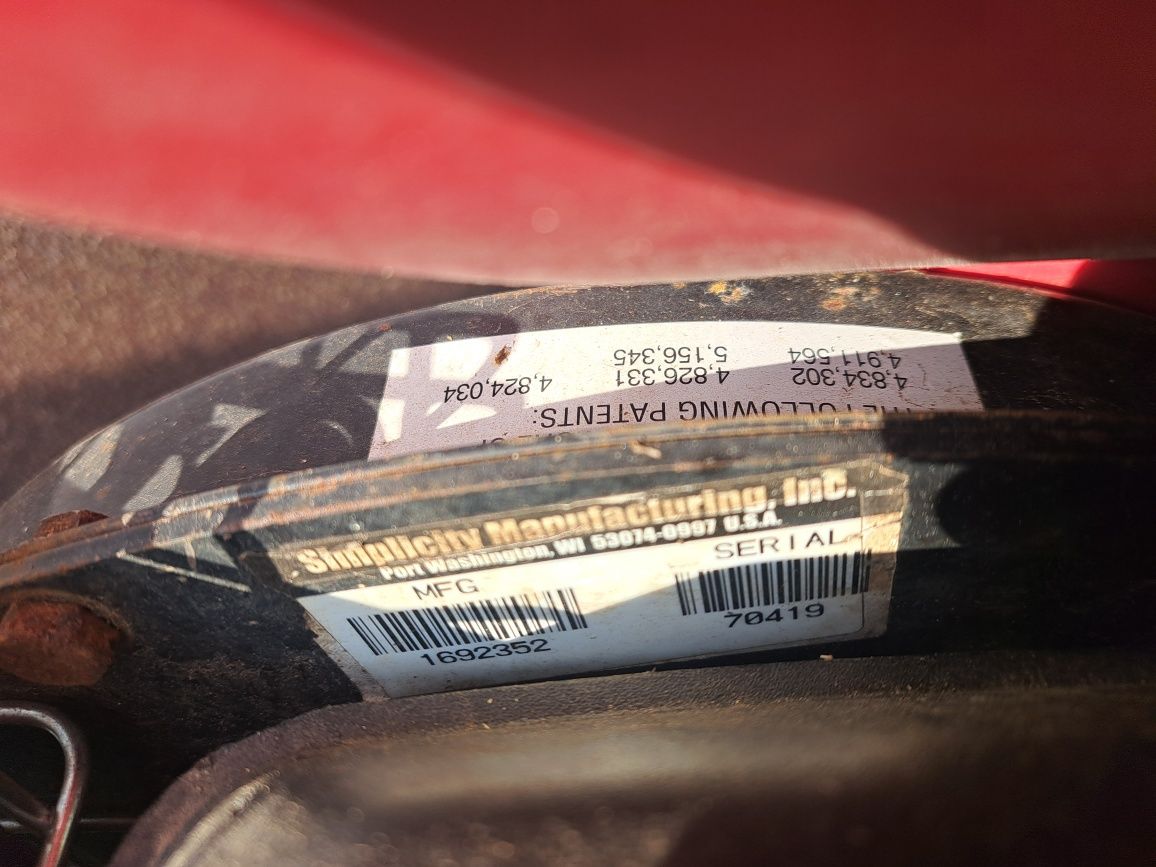 THE FOLLOWING PATENTS:
4,834,302 4,826,331 4,824,034
4,911,564 5,156,345
Simplicity Manufacturing, Inc.
Port Washington, WI 53074-0997 U.S.A.
MFG SERIAL
1692352 70419